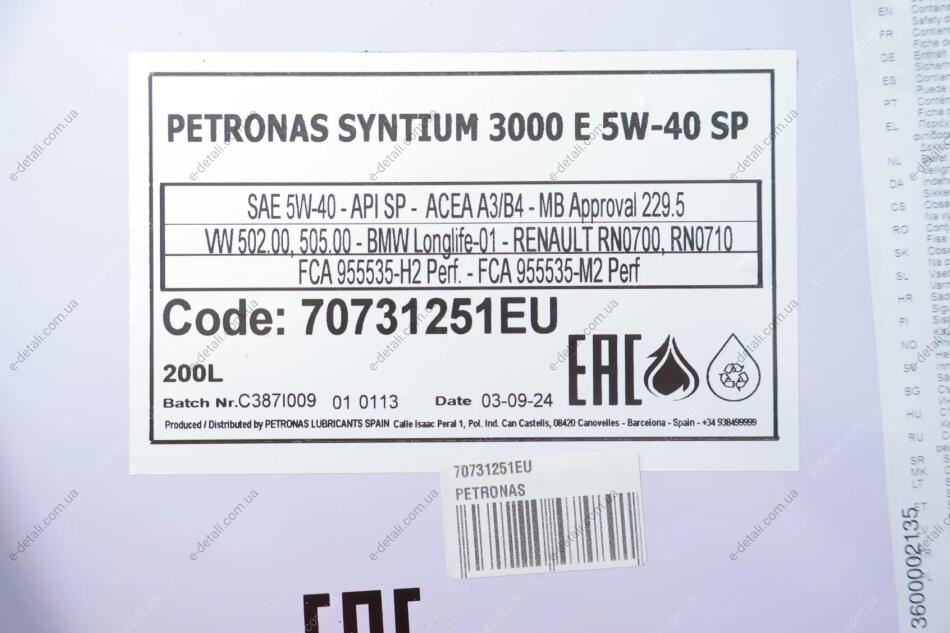 PETRONAS SYNTIUM 3000 E 5W-40 SP
SAE 5W-40 - API SP - ACEA A3/B4 - MB Approval 229.5
VW 502.00, 505.00 - BMW Longlife-01 - RENAULT RN0700, RN0710
FCA 955535-H2 Perf. - FCA 955535-M2 Perf
Code: 70731251EU
200L
EAC
Batch Nr.C387I009 01 0113 Date 03-09-24
Produced / Distributed by PETRONAS LUBRICANTS SPAIN Calle Isaac Peral 1, Pol. Ind. Can Castells, 08420 Canovelles - Barcelona - Spain - +34 938499999
70731251EU
PETRONAS
EAC
EN
FR
DE
ES
PT
EL
NL
DA
CS
RO
SK
SL
HR
FI
NO
BG
HU
RU
SR
MK
LT
3600002135
e-detali.com.ua